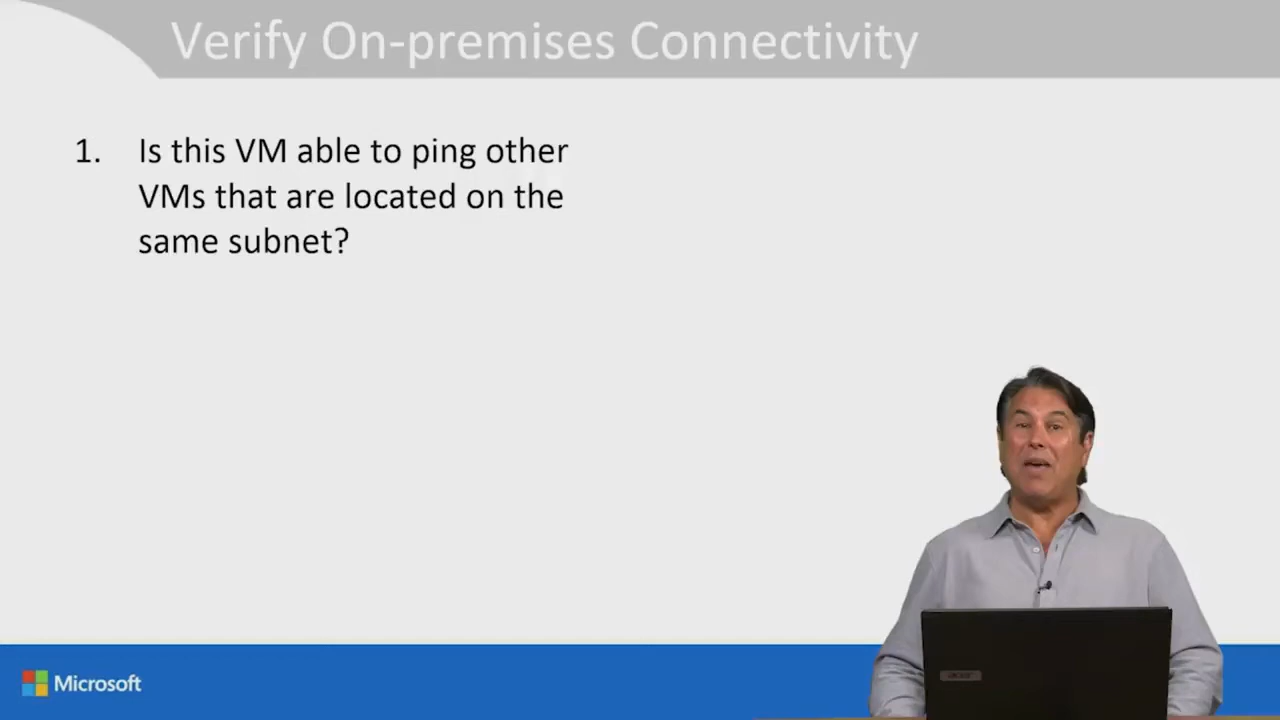 Verify On-premises Connectivity
1. Is this VM able to ping other
VMs that are located on the
same subnet?
Microsoft
acer